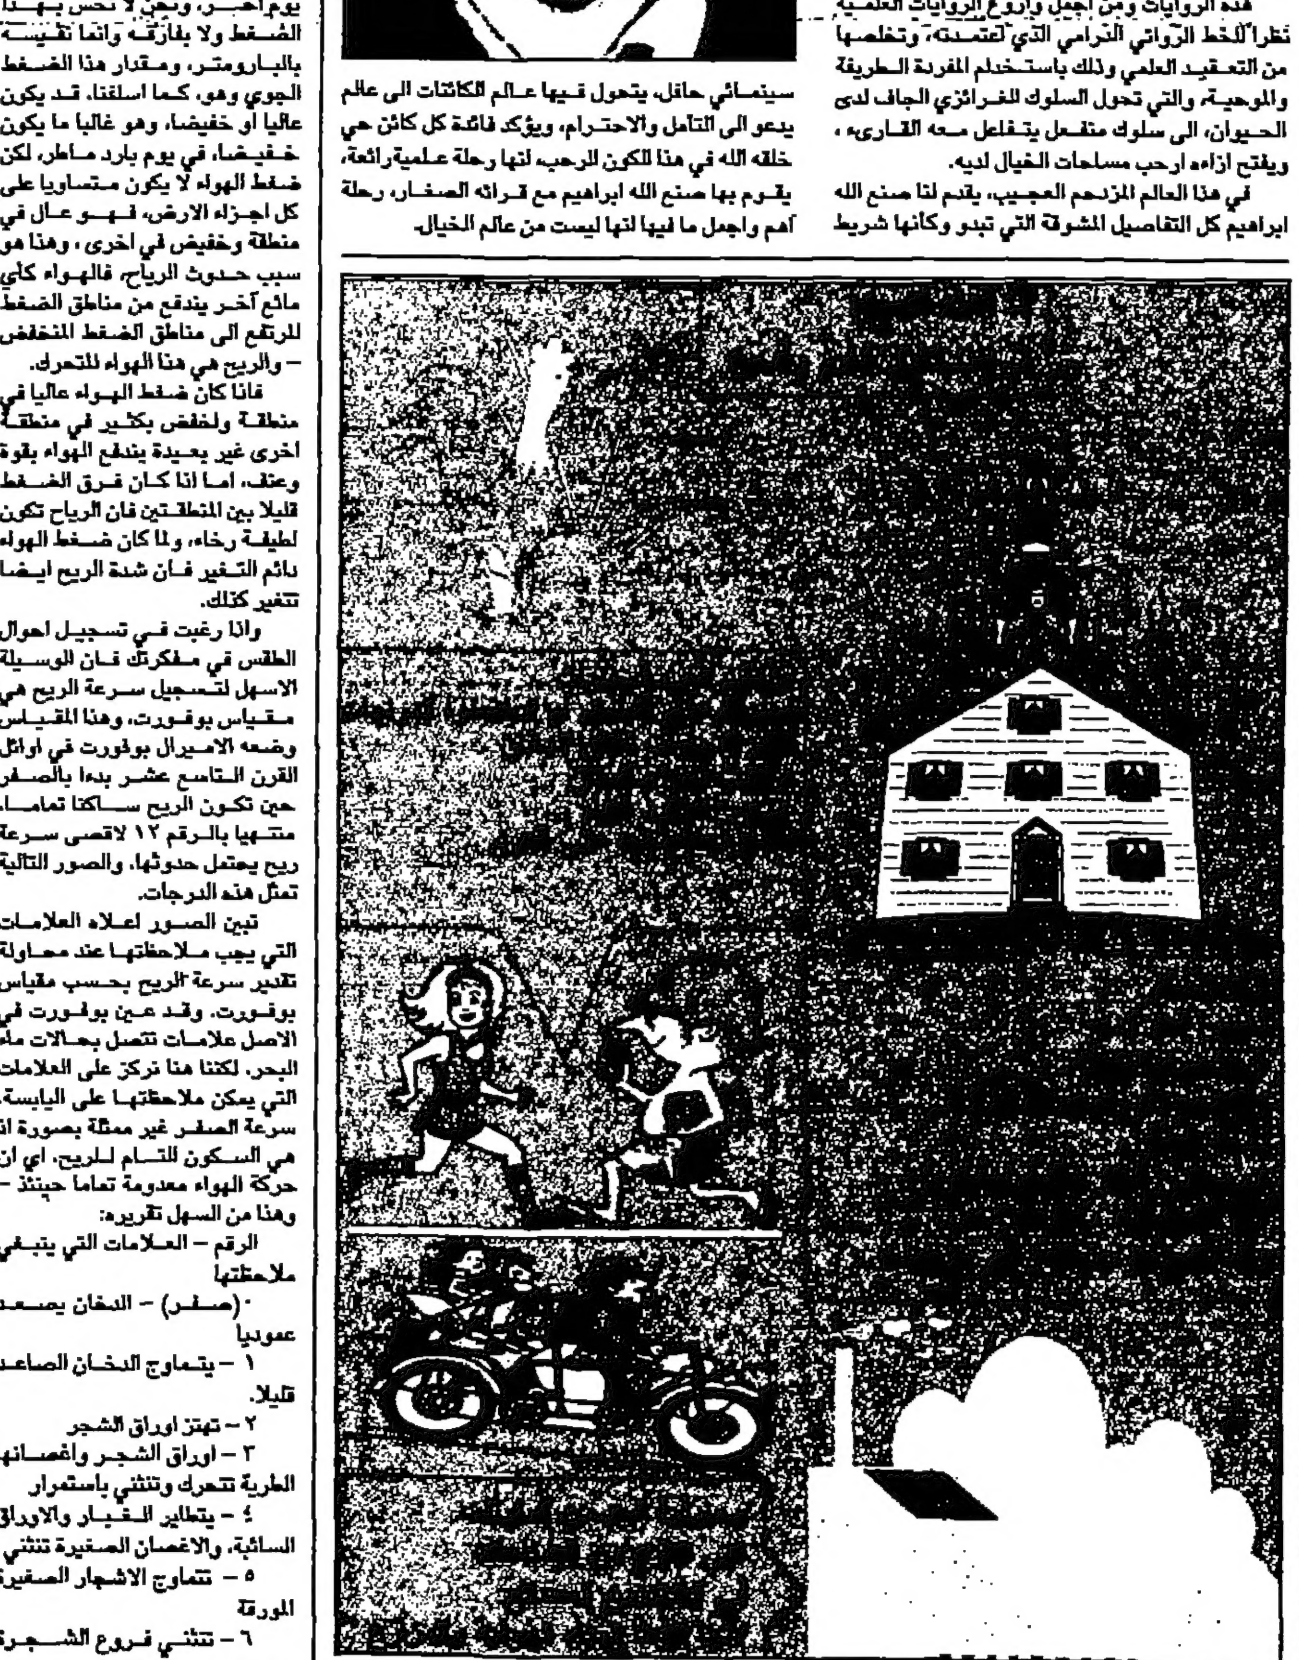 هذه الروايات ومن اجمل واروع الروايات العلمية
نظرا للخط الروائي الدرامي الذي اعتمدته، وتخلصها
من التعقيد العلمي وذلك باستخدام المفردة الطريفة
والموحية، والتي تحول السلوك الغرائزي الجاف لدى
الحيوان، الى سلوك منفعل يتفاعل معه القارىء ،
ويفتح ازاءه ارحب مساحات الخيال لديه.
في هذا العالم المزدحم العجيب، يقدم لنا صنع الله
ابراهيم كل التفاصيل المشوقة التي تبدو وكأنها شريط
سينمائي حافل، يتحول فيها عالم الكائنات الى عالم
يدعو الى التأمل والاحترام، ويؤكد فائدة كل كائن حي
خلقه الله في هذا الكون الرحب، انها رحلة علمية رائعة،
يقوم بها صنع الله ابراهيم مع قرائه الصغار، رحلة
أهم واجمل ما فيها انها ليست من عالم الخيال.
يوم آخر، ونحن لا نحس بهذا
الضغط ولا بفارقه وانما نقيسه
بالبارومتر، ومقدار هذا الضغط
الجوي وهو، كما اسلفنا، قد يكون
عاليا او خفيضا، وهو غالبا ما يكون
خفيضا، في يوم بارد ماطر، لكن
ضغط الهواء لا يكون متساويا على
كل اجزاء الارض، فهو عال في
منطقة وخفيض في اخرى ، وهذا هو
سبب حدوث الرياح، فالهواء كأي
مائع آخر يندفع من مناطق الضغط
المرتفع الى مناطق الضغط المنخفض
– والريح هي هذا الهواء المتحرك.
فاذا كان ضغط الهواء عاليا في
منطقة واخفض بكثير في منطقة
اخرى غير بعيدة يندفع الهواء بقوة
وعنف، اما اذا كان فرق الضغط
قليلا بين المنطقتين فان الرياح تكون
لطيفة رخاء، ولما كان ضغط الهواء
دائم التغير فان شدة الريح ايضا
تتغير كذلك.
واذا رغبت في تسجيل احوال
الطقس في مفكرتك فان الوسيلة
الاسهل لتسجيل سرعة الريح هي
مقياس بوفورت، وهذا المقياس
وضعه الاميرال بوفورت في اوائل
القرن التاسع عشر بدءا بالصفر
حين تكون الريح ساكنا تماما،
منتهيا بالرقم ١٢ لاقصى سرعة
ريح يحتمل حدوثها، والصور التالية
تمثل هذه الدرجات.
تبين الصور اعلاه العلامات
التي يجب ملاحظتها عند محاولة
تقدير سرعة الريح بحسب مقياس
بوفورت، وقد عين بوفورت في
الاصل علامات تتصل بحالات ماء
البحر، لكننا هنا نركز على العلامات
التي يمكن ملاحظتها على اليابسة،
سرعة الصفر غير ممثلة بصورة اذ
هي السكون التام للريح، اي ان
حركة الهواء معدومة تماما حينئذ –
وهذا من السهل تقريره:
الرقم – العلامات التي ينبغي
ملاحظتها
٠ (صفر) – الدخان يصعد
عموديا
١ – يتماوج الدخان الصاعد
قليلا.
٢ – تهتز اوراق الشجر
٣ – اوراق الشجر واغصانها
الطرية تتحرك وتنثني باستمرار
٤ – يتطاير الغبار والاوراق
السائبة، والاغصان الصغيرة تنثني
٥ – تتماوج الاشجار الصغيرة
المورقة
٦ – تنثني فروع الشجرة